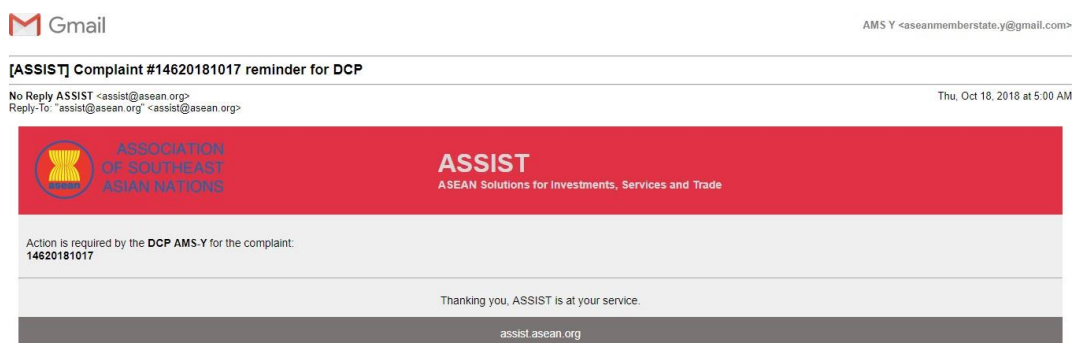 Gmail
AMS Y <aseanmemberstate.y@gmail.com>
[ASSIST] Complaint #14620181017 reminder for DCP
No Reply ASSIST <assist@asean.org>
Thu, Oct 18, 2018 at 5:00 AM
Reply-To: "assist@asean.org" <assist@asean.org>
ASSOCIATION
OF SOUTHEAST
ASIAN NATIONS
asean
ASSIST
ASEAN Solutions for Investments, Services and Trade
Action is required by the DCP AMS-Y for the complaint:
14620181017
Thanking you, ASSIST is at your service.
assist.asean.org